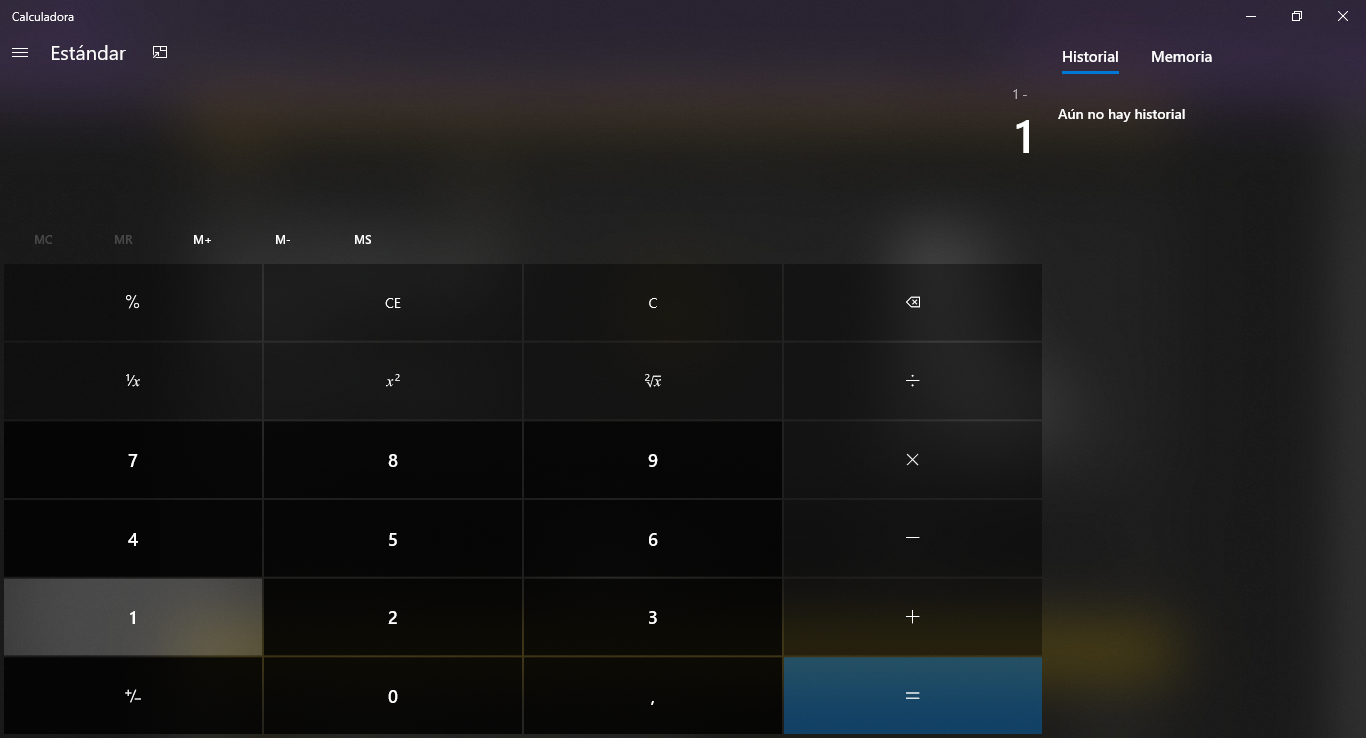 Calculadora
Estándar
Historial Memoria
1 -
1
Aún no hay historial
MC MR M+ M- MS
% CE C
⅟x x² ²√x ÷
7 8 9 ×
4 5 6 −
1 2 3 +
+/− 0 , =